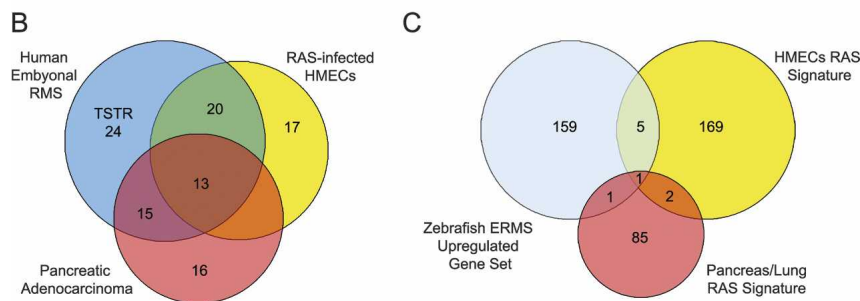 B
Human
Embyonal
RMS
RAS-infected
HMECs
TSTR
24
20
17
13
15
16
Pancreatic
Adenocarcinoma
C
HMECs RAS
Signature
159
5
169
1
1
2
85
Zebrafish ERMS
Upregulated
Gene Set
Pancreas/Lung
RAS Signature